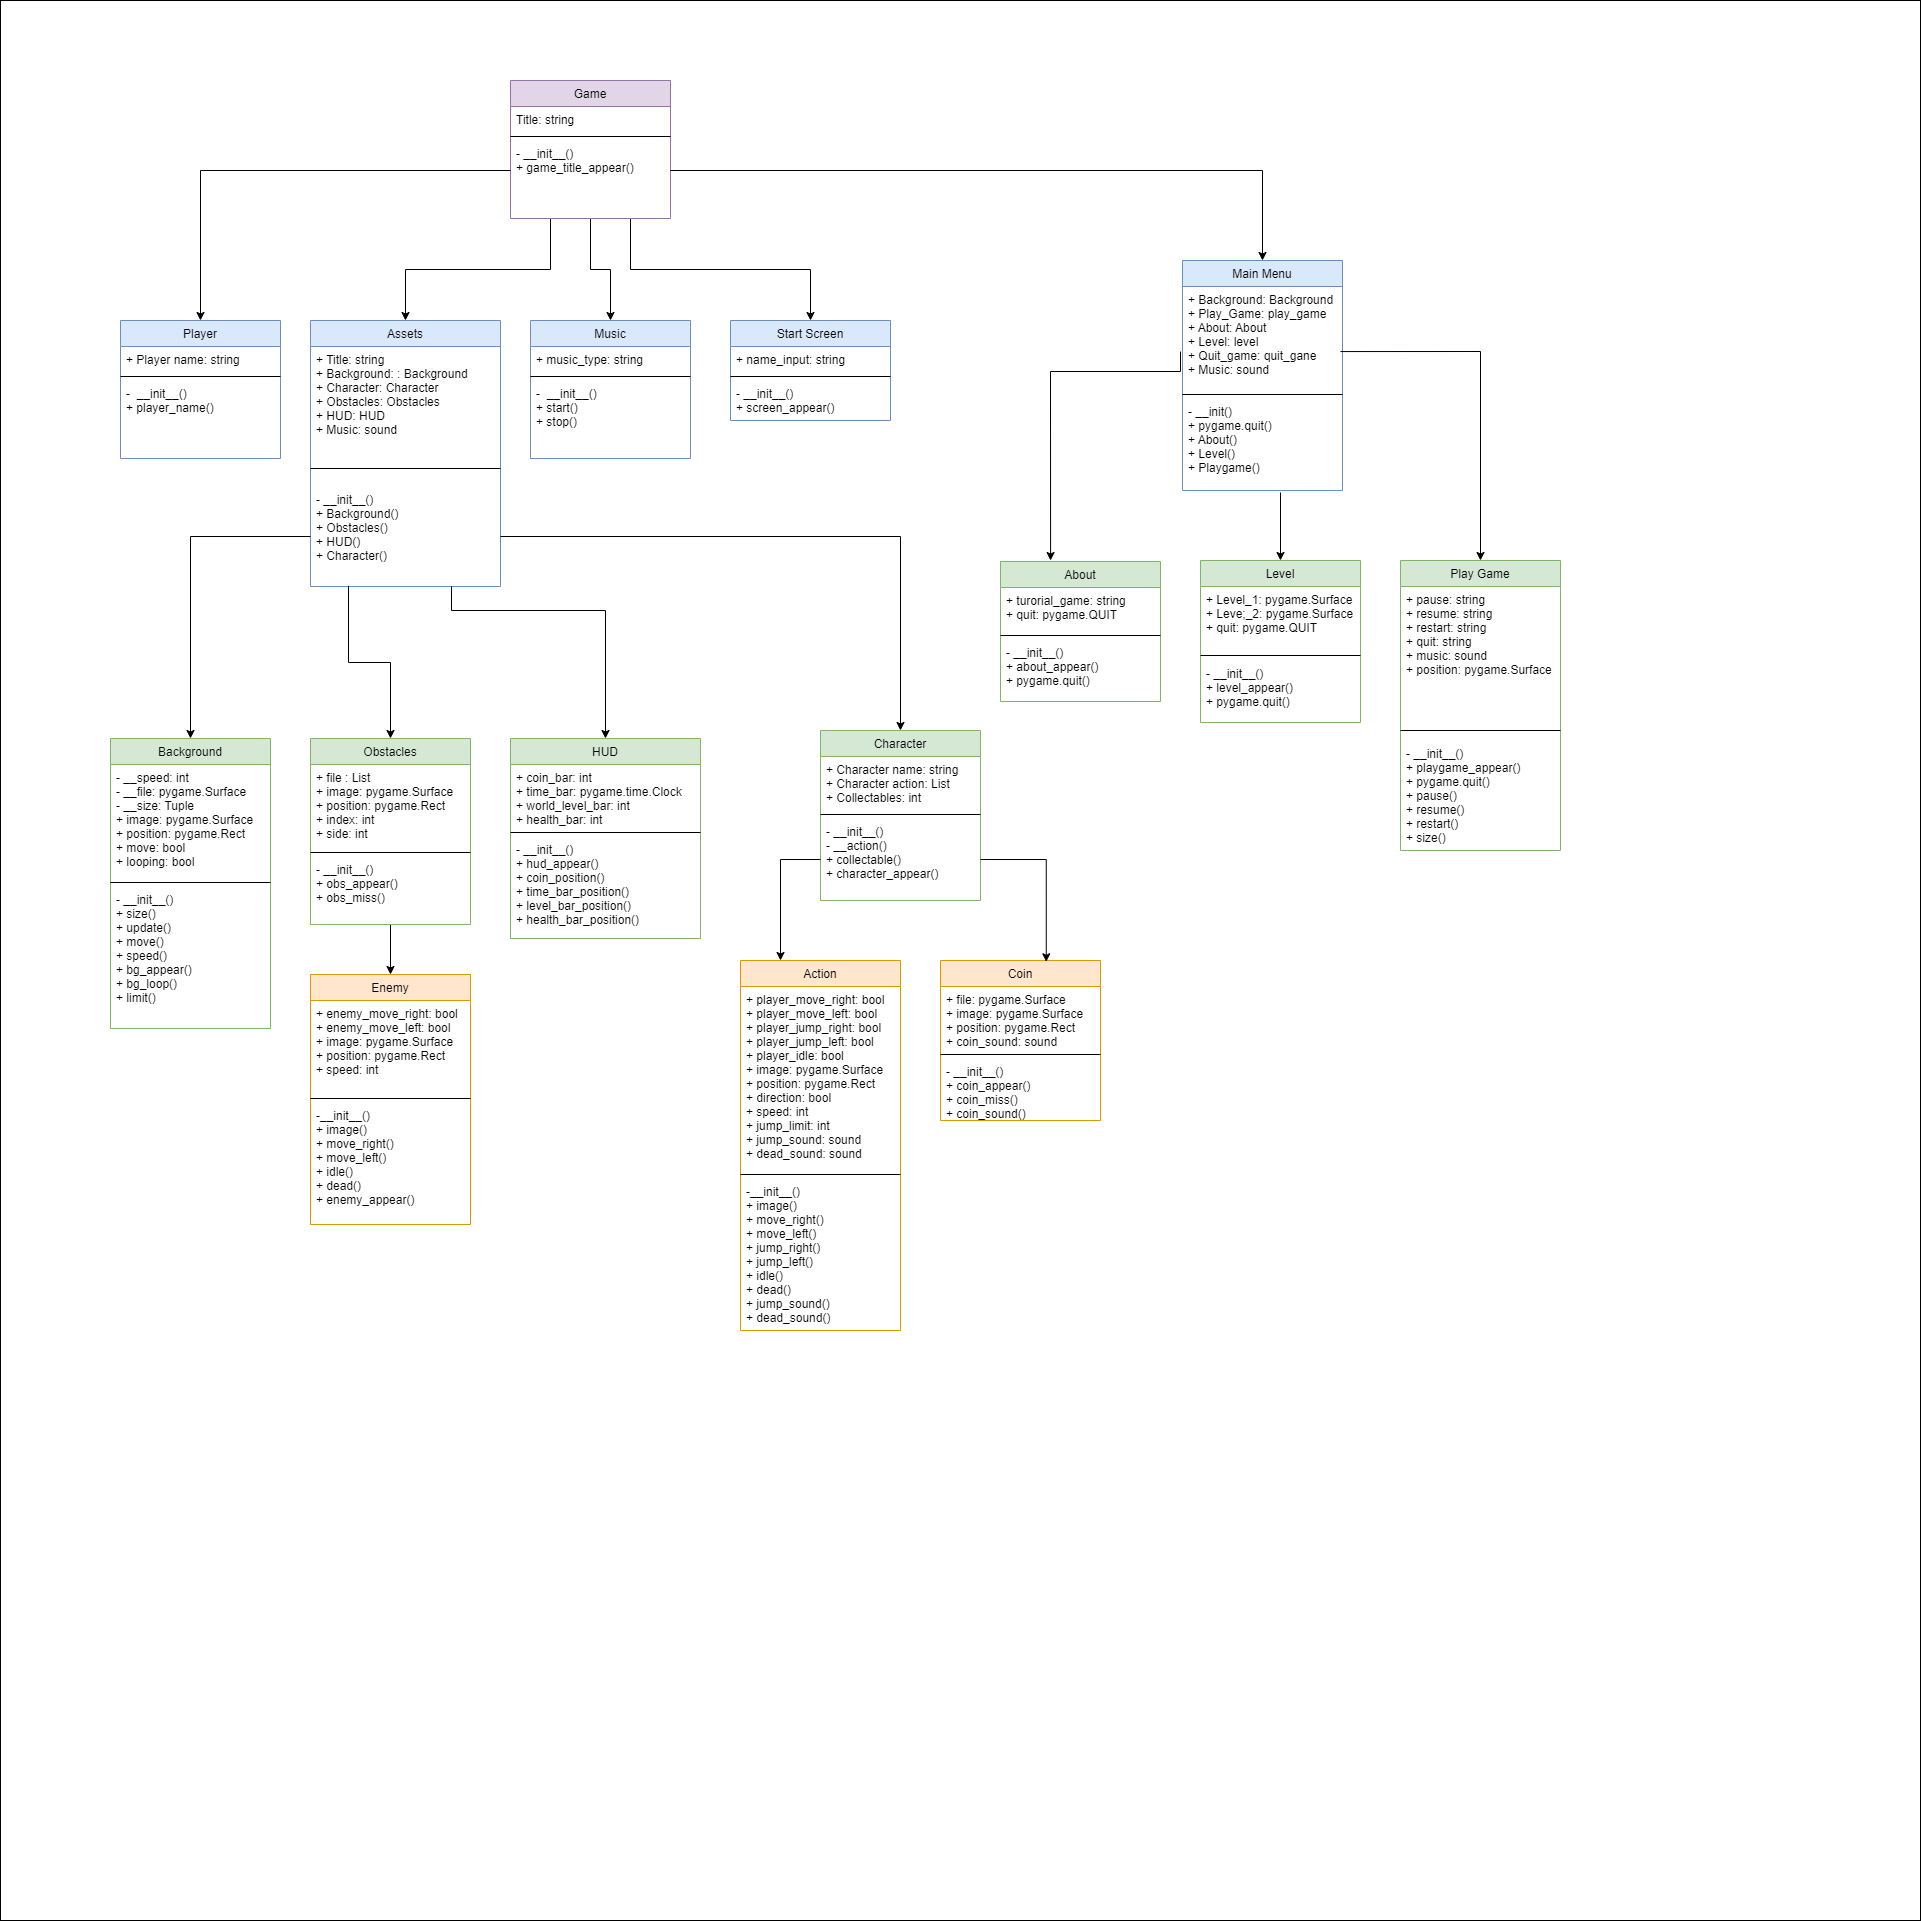 Game
Title: string
- __init__()
+ game_title_appear()
Player
+ Player name: string
-  __init__()
+ player_name()
Assets
+ Title: string
+ Background: : Background
+ Character: Character
+ Obstacles: Obstacles
+ HUD: HUD
+ Music: sound
- __init__()
+ Background()
+ Obstacles()
+ HUD()
+ Character()
Music
+ music_type: string
-  __init__()
+ start()
+ stop()
Start Screen
+ name_input: string
- __init__()
+ screen_appear()
Main Menu
+ Background: Background
+ Play_Game: play_game
+ About: About
+ Level: level
+ Quit_game: quit_gane
+ Music: sound
- __init()
+ pygame.quit()
+ About()
+ Level()
+ Playgame()
About
+ turorial_game: string
+ quit: pygame.QUIT
- __init__()
+ about_appear()
+ pygame.quit()
Level
+ Level_1: pygame.Surface
+ Leve;_2: pygame.Surface
+ quit: pygame.QUIT
- __init__()
+ level_appear()
+ pygame.quit()
Play Game
+ pause: string
+ resume: string
+ restart: string
+ quit: string
+ music: sound
+ position: pygame.Surface
- __init__()
+ playgame_appear()
+ pygame.quit()
+ pause()
+ resume()
+ restart()
+ size()
Background
- __speed: int
- __file: pygame.Surface
- __size: Tuple
+ image: pygame.Surface
+ position: pygame.Rect
+ move: bool
+ looping: bool
- __init__()
+ size()
+ update()
+ move()
+ speed()
+ bg_appear()
+ bg_loop()
+ limit()
Obstacles
+ file : List
+ image: pygame.Surface
+ position: pygame.Rect
+ index: int
+ side: int
- __init__()
+ obs_appear()
+ obs_miss()
HUD
+ coin_bar: int
+ time_bar: pygame.time.Clock
+ world_level_bar: int
+ health_bar: int
- __init__()
+ hud_appear()
+ coin_position()
+ time_bar_position()
+ level_bar_position()
+ health_bar_position()
Character
+ Character name: string
+ Character action: List
+ Collectables: int
- __init__()
- __action()
+ collectable()
+ character_appear()
Enemy
+ enemy_move_right: bool
+ enemy_move_left: bool
+ image: pygame.Surface
+ position: pygame.Rect
+ speed: int
-__init__()
+ image()
+ move_right()
+ move_left()
+ idle()
+ dead()
+ enemy_appear()
Action
+ player_move_right: bool
+ player_move_left: bool
+ player_jump_right: bool
+ player_jump_left: bool
+ player_idle: bool
+ image: pygame.Surface
+ position: pygame.Rect
+ direction: bool
+ speed: int
+ jump_limit: int
+ jump_sound: sound
+ dead_sound: sound
-__init__()
+ image()
+ move_right()
+ move_left()
+ jump_right()
+ jump_left()
+ idle()
+ dead()
+ jump_sound()
+ dead_sound()
Coin
+ file: pygame.Surface
+ image: pygame.Surface
+ position: pygame.Rect
+ coin_sound: sound
- __init__()
+ coin_appear()
+ coin_miss()
+ coin_sound()